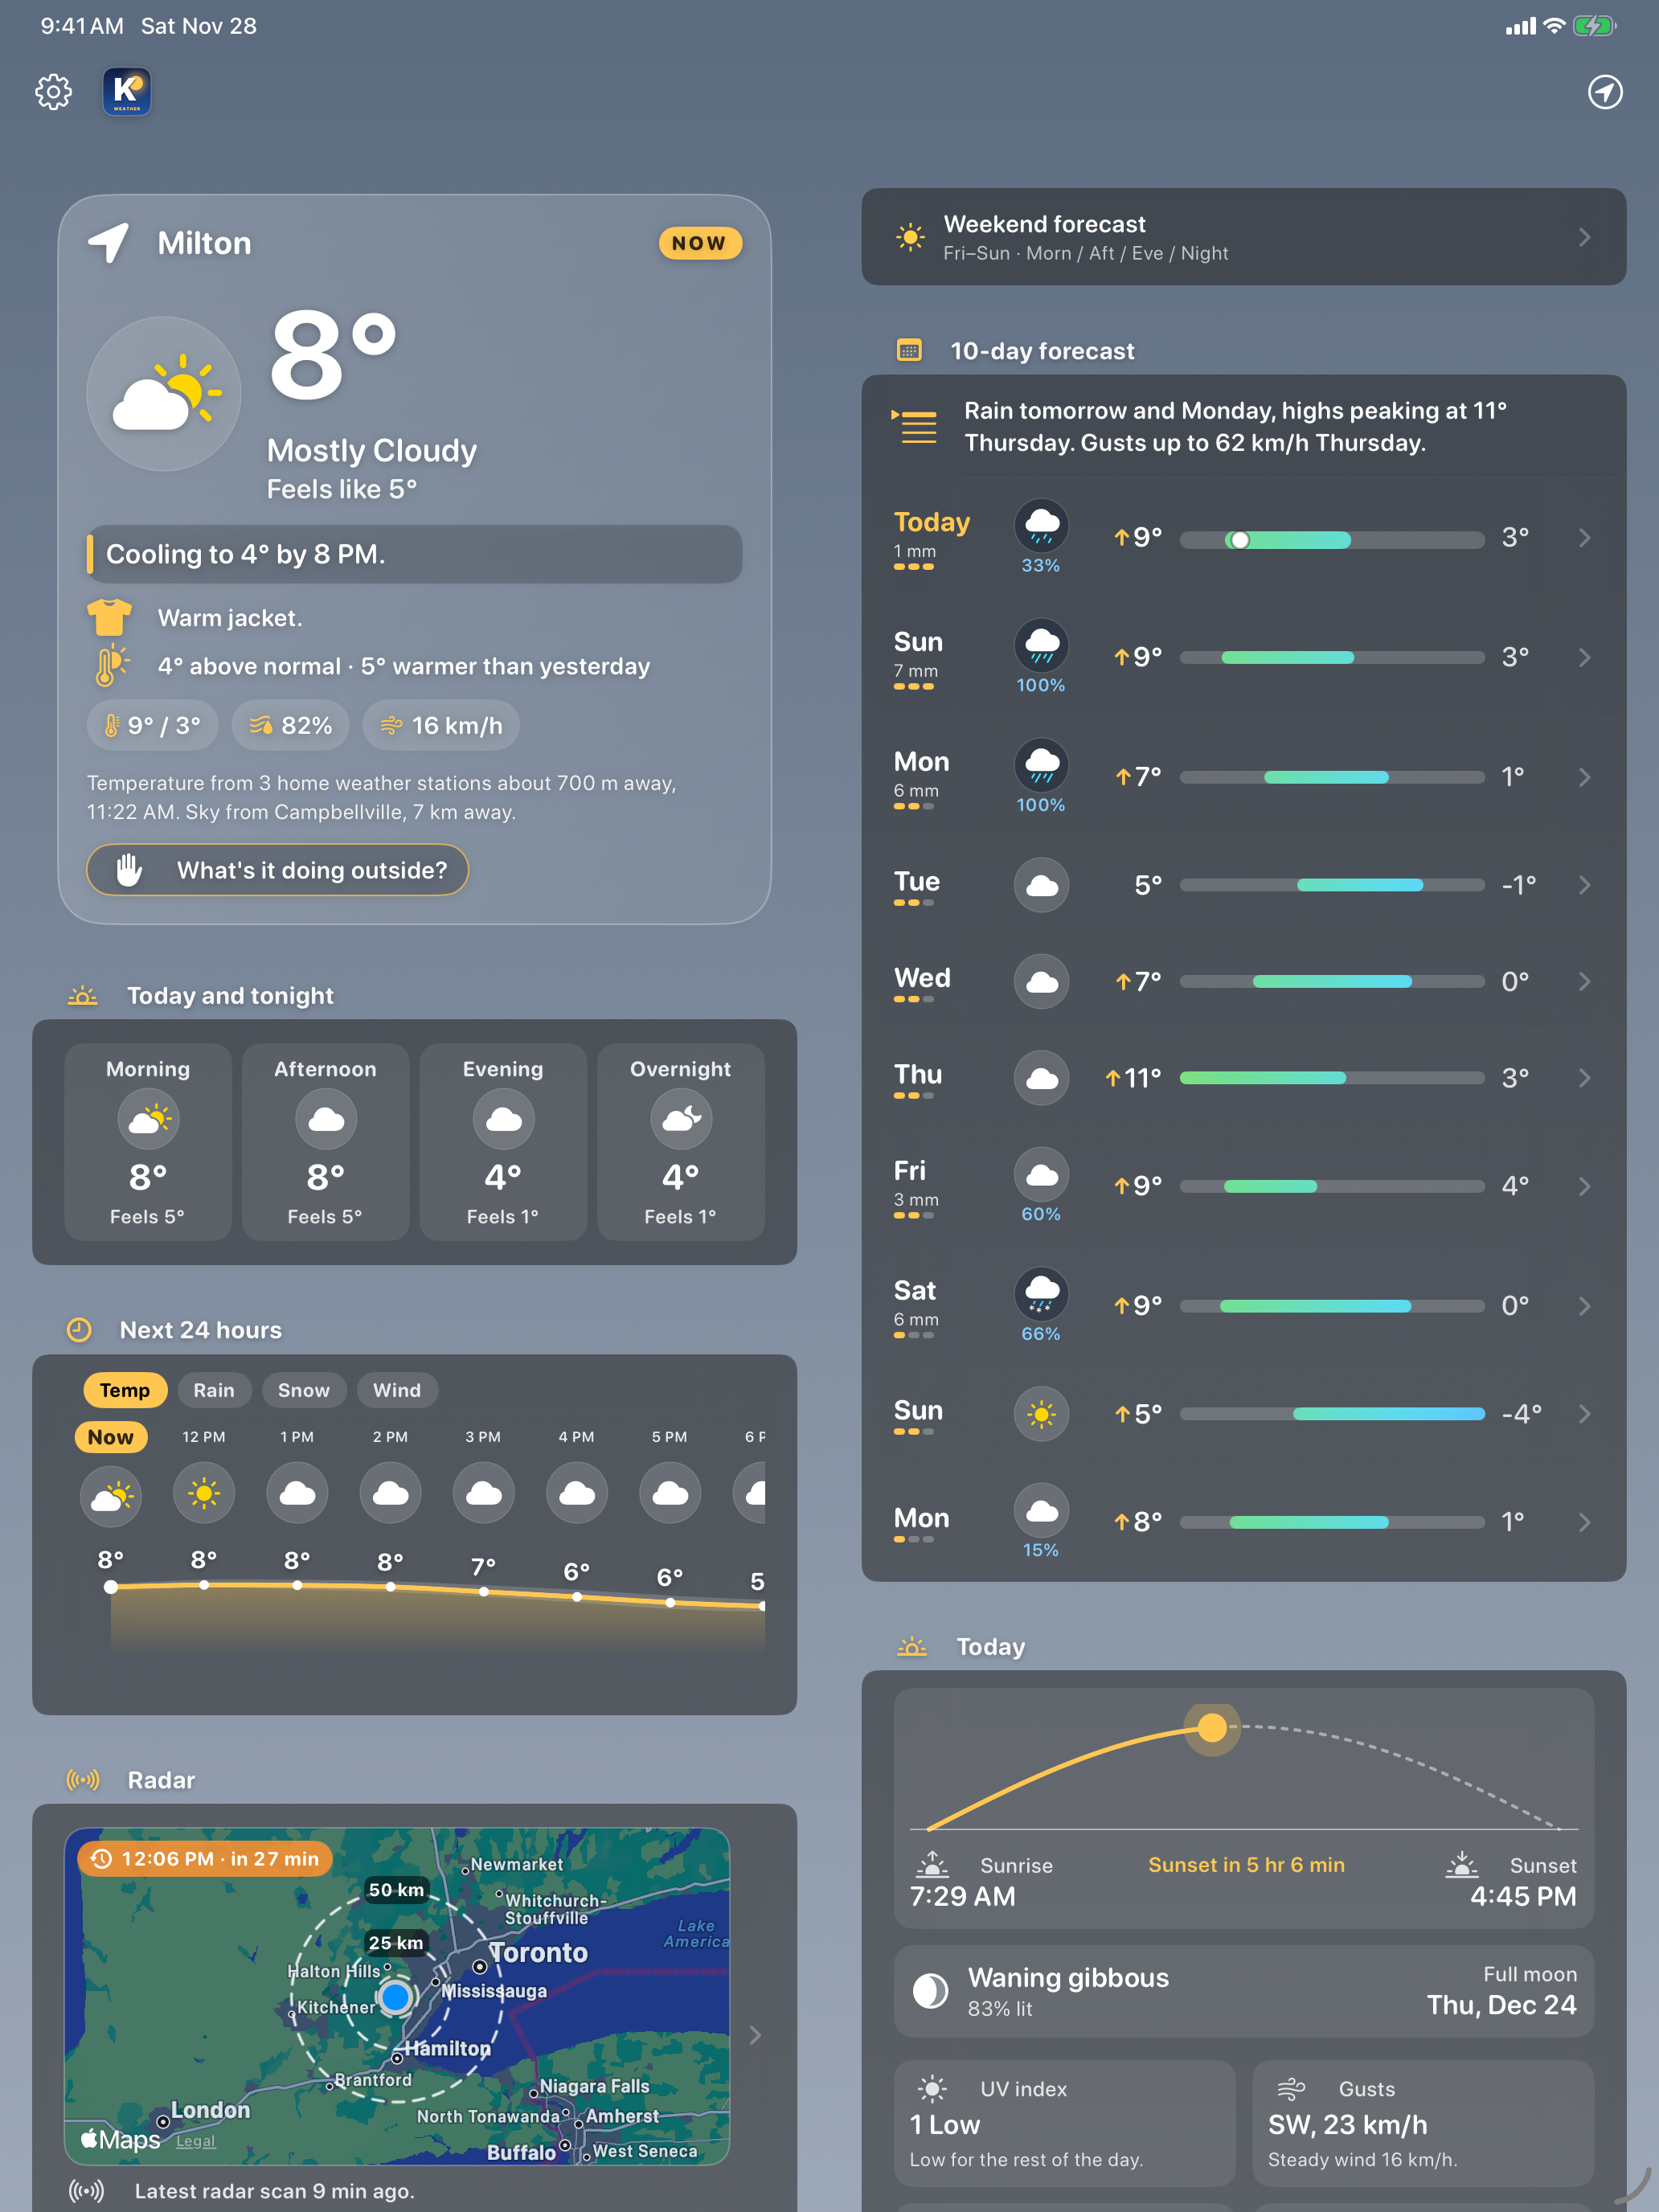 9:41 AM Sat Nov 28
K
WEATHER
Milton
NOW
8°
Mostly Cloudy
Feels like 5°
Cooling to 4° by 8 PM.
Warm jacket.
4° above normal · 5° warmer than yesterday
9° / 3°
82%
16 km/h
Temperature from 3 home weather stations about 700 m away,
11:22 AM. Sky from Campbellville, 7 km away.
What's it doing outside?
Today and tonight
Morning
8°
Feels 5°
Afternoon
8°
Feels 5°
Evening
4°
Feels 1°
Overnight
4°
Feels 1°
Next 24 hours
Temp Rain Snow Wind
Now 12 PM 1 PM 2 PM 3 PM 4 PM 5 PM 6 P
8° 8° 8° 8° 7° 6° 6° 5
Radar
12:06 PM · in 27 min
50 km
25 km
Newmarket
Whitchurch-
Stouffville
Lake
America
Toronto
Halton Hills
Mississauga
Kitchener
Hamilton
Brantford
Niagara Falls
London
North Tonawanda
Amherst
Buffalo
West Seneca
Maps
Legal
Latest radar scan 9 min ago.
Weekend forecast
Fri–Sun · Morn / Aft / Eve / Night
10-day forecast
Rain tomorrow and Monday, highs peaking at 11°
Thursday. Gusts up to 62 km/h Thursday.
Today
1 mm
33%
9°
3°
Sun
7 mm
100%
9°
3°
Mon
6 mm
100%
7°
1°
Tue
5°
-1°
Wed
7°
0°
Thu
11°
3°
Fri
3 mm
60%
9°
4°
Sat
6 mm
66%
9°
0°
Sun
5°
-4°
Mon
15%
8°
1°
Today
Sunrise
7:29 AM
Sunset in 5 hr 6 min
Sunset
4:45 PM
Waning gibbous
83% lit
Full moon
Thu, Dec 24
UV index
1 Low
Low for the rest of the day.
Gusts
SW, 23 km/h
Steady wind 16 km/h.